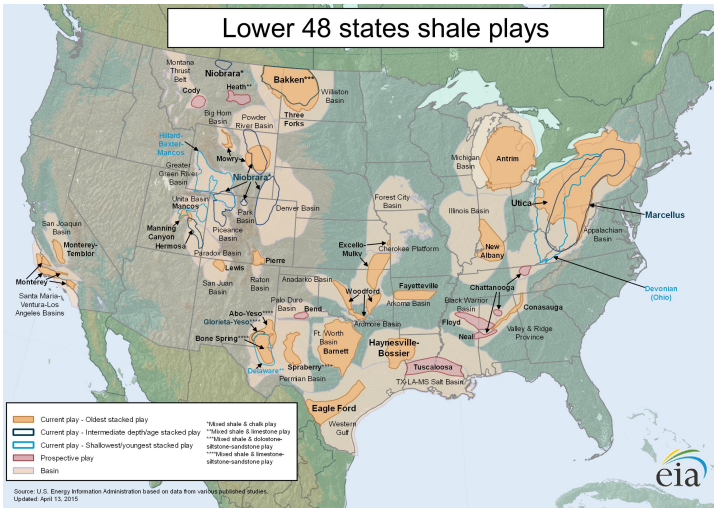 Lower 48 states shale plays
Montana
Thrust
Belt
Niobrara*
Cody
Heath**
Bakken***
Williston
Basin
Big Horn
Basin
Powder
River Basin
Three
Forks
Hilliard-
Baxter-
Mancos
Mowry
Greater
Green River
Basin
Niobrara*
Uinta Basin
Mancos
Park
Basin
Denver Basin
Manning
Canyon
Hermosa
Piceance
Basin
Paradox Basin
Pierre
Lewis
San Juan
Basin
Raton
Basin
San Joaquin
Basin
Monterey-
Temblor
Monterey
Santa Maria-
Ventura-Los
Angeles Basins
Michigan
Basin
Antrim
Forest City
Basin
Illinois Basin
Excello-
Mulky
Cherokee Platform
New
Albany
Utica
Marcellus
Appalachian
Basin
Devonian
(Ohio)
Anadarko Basin
Woodford
Fayetteville
Arkoma Basin
Chattanooga
Black Warrior
Basin
Conasauga
Floyd
Neal
Valley & Ridge
Province
Palo Duro
Basin
Bend
Abo-Yeso****
Glorieta-Yeso****
Bone Spring****
Delaware**
Ardmore Basin
Ft. Worth
Basin
Barnett
Spraberry****
Permian Basin
Haynesville-
Bossier
Tuscaloosa
TX-LA-MS Salt Basin
Eagle Ford
Western
Gulf
Current play - Oldest stacked play
Current play - Intermediate depth/age stacked play
Current play - Shallowest/youngest stacked play
Prospective play
Basin
*Mixed shale & chalk play
**Mixed shale & limestone play
***Mixed shale & dolostone-
siltstone-sandstone play
****Mixed shale & limestone-
siltstone-sandstone play
Source: U.S. Energy Information Administration based on data from various published studies.
Updated: April 13, 2015
eia